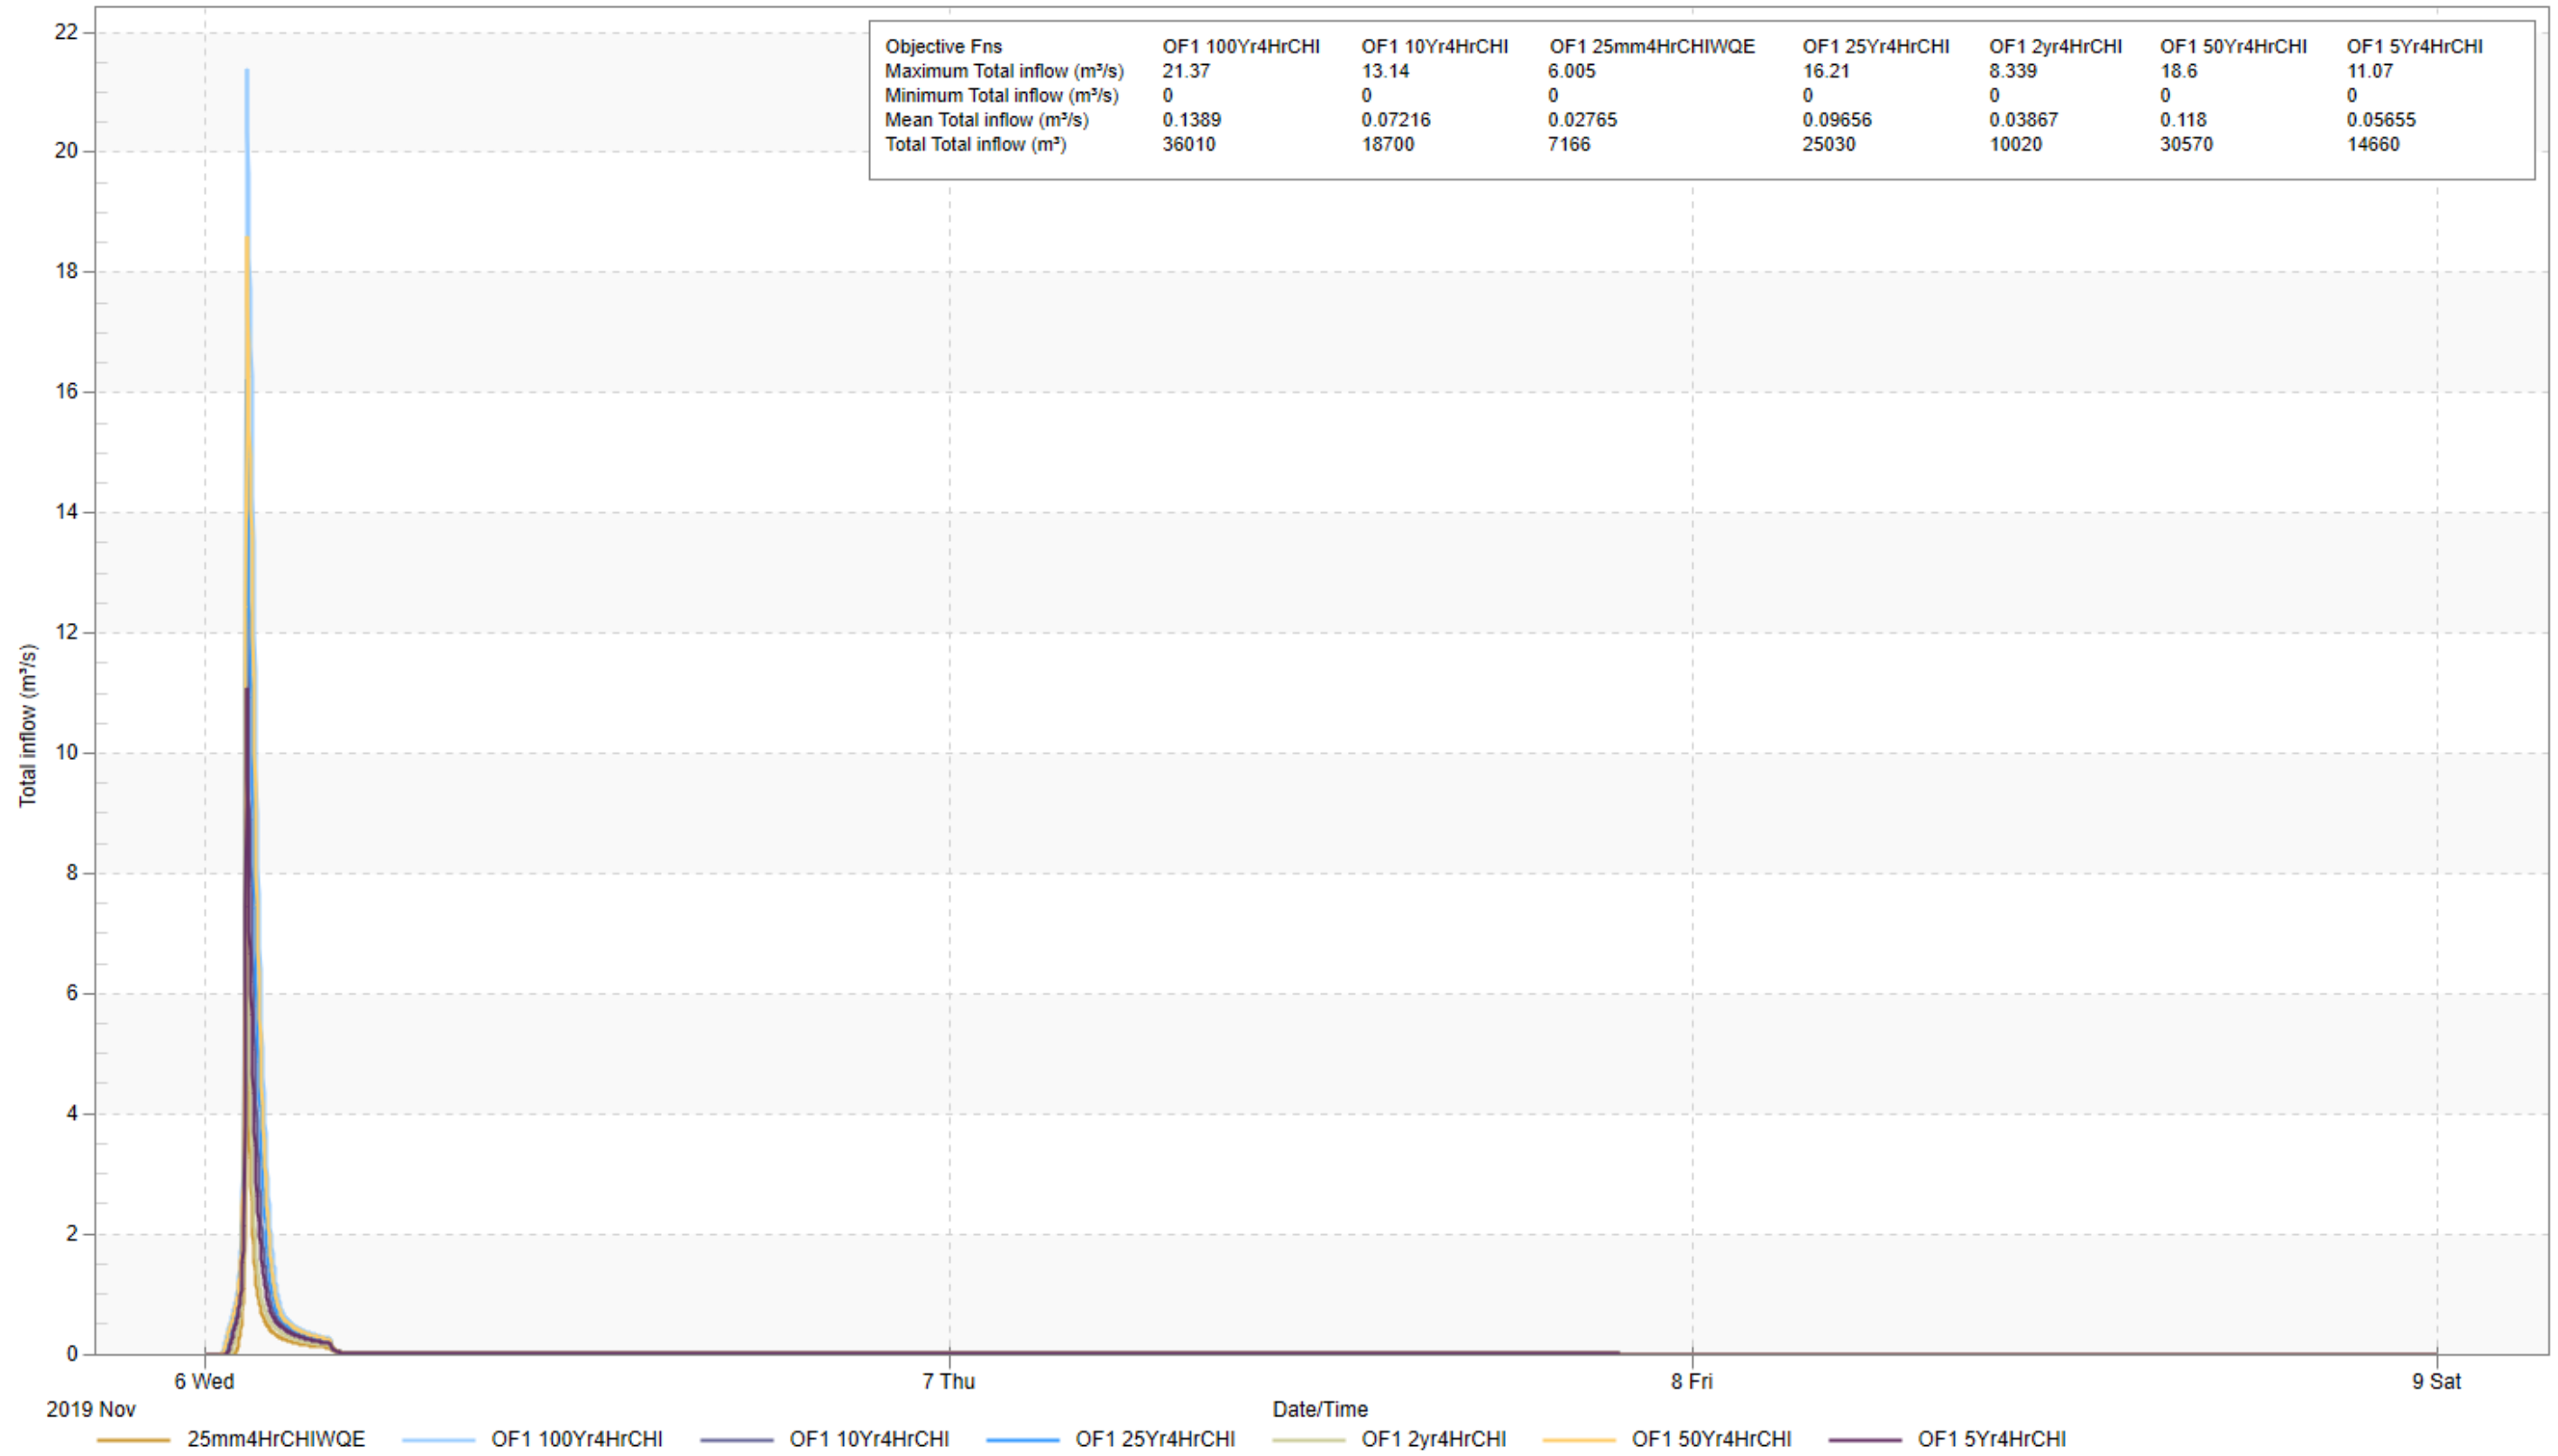 22
Objective Fns OF1 100Yr4HrCHI OF1 10Yr4HrCHI OF1 25mm4HrCHIWQE OF1 25Yr4HrCHI OF1 2yr4HrCHI OF1 50Yr4HrCHI OF1 5Yr4HrCHI
Maximum Total inflow (m³/s) 21.37 13.14 6.005 16.21 8.339 18.6 11.07
Minimum Total inflow (m³/s) 0 0 0 0 0 0 0
Mean Total inflow (m³/s) 0.1389 0.07216 0.02765 0.09656 0.03867 0.118 0.05655
Total Total inflow (m³) 36010 18700 7166 25030 10020 30570 14660
20
18
16
14
12
10
8
6
4
2
0
Total inflow (m³/s)
6 Wed 7 Thu 8 Fri 9 Sat
2019 Nov Date/Time
25mm4HrCHIWQE OF1 100Yr4HrCHI OF1 10Yr4HrCHI OF1 25Yr4HrCHI OF1 2yr4HrCHI OF1 50Yr4HrCHI OF1 5Yr4HrCHI